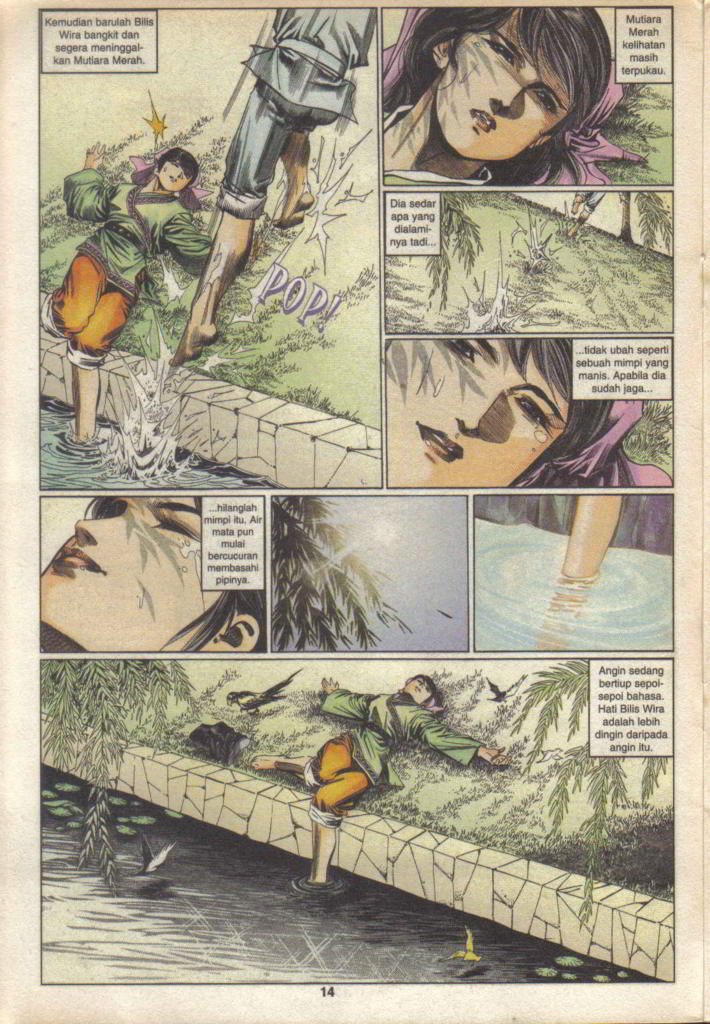 Kemudian barulah Bilis
Wira bangkit dan
segera meninggal-
kan Mutiara Merah.
Mutiara
Merah
kelihatan
masih
terpukau.
POP!
Dia sedar
apa yang
dialami-
nya tadi...
...tidak ubah seperti
sebuah mimpi yang
manis. Apabila dia
sudah jaga...
...hilanglah
mimpi itu. Air
mata pun
mulai
bercucuran
membasahi
pipinya.
Angin sedang
bertiup sepoi-
sepoi bahasa.
Hati Bilis Wira
adalah lebih
dingin daripada
angin itu.
14